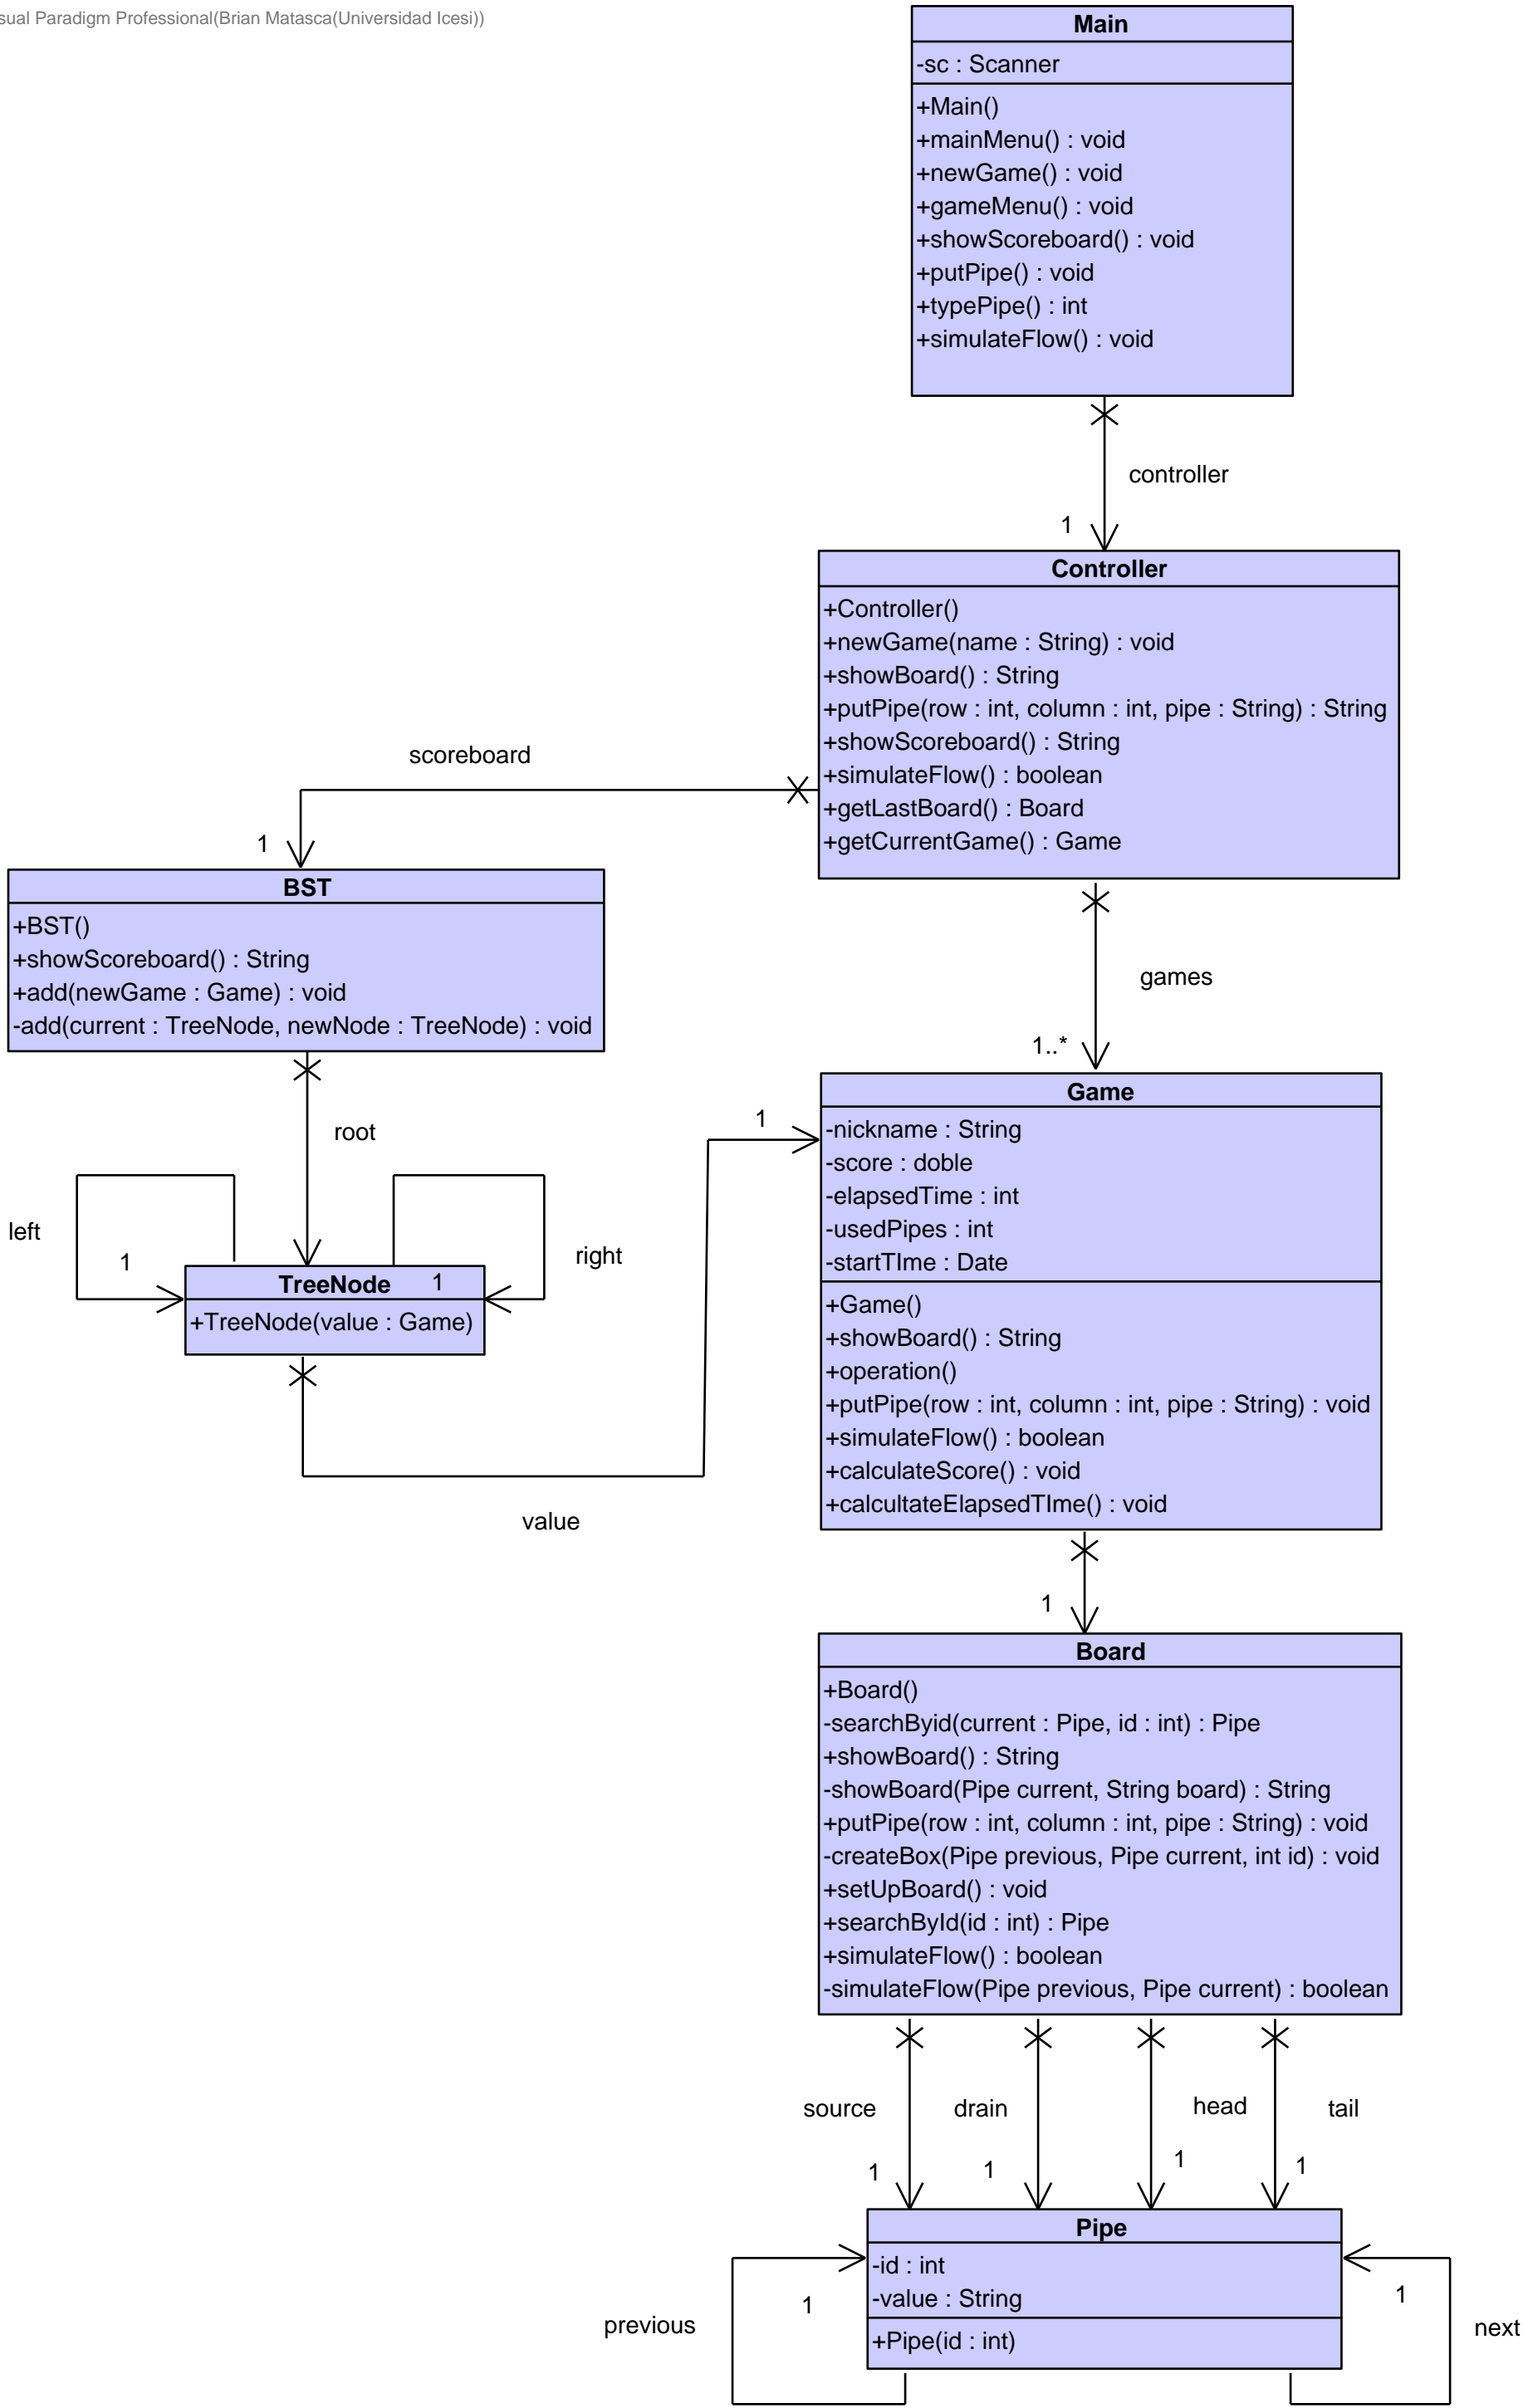 sual Paradigm Professional(Brian Matasca(Universidad Icesi))
Main
-sc : Scanner
+Main()
+mainMenu() : void
+newGame() : void
+gameMenu() : void
+showScoreboard() : void
+putPipe() : void
+typePipe() : int
+simulateFlow() : void
controller
1
Controller
+Controller()
+newGame(name : String) : void
+showBoard() : String
+putPipe(row : int, column : int, pipe : String) : String
+showScoreboard() : String
+simulateFlow() : boolean
+getLastBoard() : Board
+getCurrentGame() : Game
scoreboard
1
BST
+BST()
+showScoreboard() : String
+add(newGame : Game) : void
-add(current : TreeNode, newNode : TreeNode) : void
games
1..*
root
left
1
right
1
TreeNode
+TreeNode(value : Game)
value
1
Game
-nickname : String
-score : doble
-elapsedTime : int
-usedPipes : int
-startTIme : Date
+Game()
+showBoard() : String
+operation()
+putPipe(row : int, column : int, pipe : String) : void
+simulateFlow() : boolean
+calculateScore() : void
+calcultateElapsedTIme() : void
1
Board
+Board()
-searchByid(current : Pipe, id : int) : Pipe
+showBoard() : String
-showBoard(Pipe current, String board) : String
+putPipe(row : int, column : int, pipe : String) : void
-createBox(Pipe previous, Pipe current, int id) : void
+setUpBoard() : void
+searchById(id : int) : Pipe
+simulateFlow() : boolean
-simulateFlow(Pipe previous, Pipe current) : boolean
source
drain
head
tail
1
1
1
1
Pipe
-id : int
-value : String
+Pipe(id : int)
previous
1
1
next